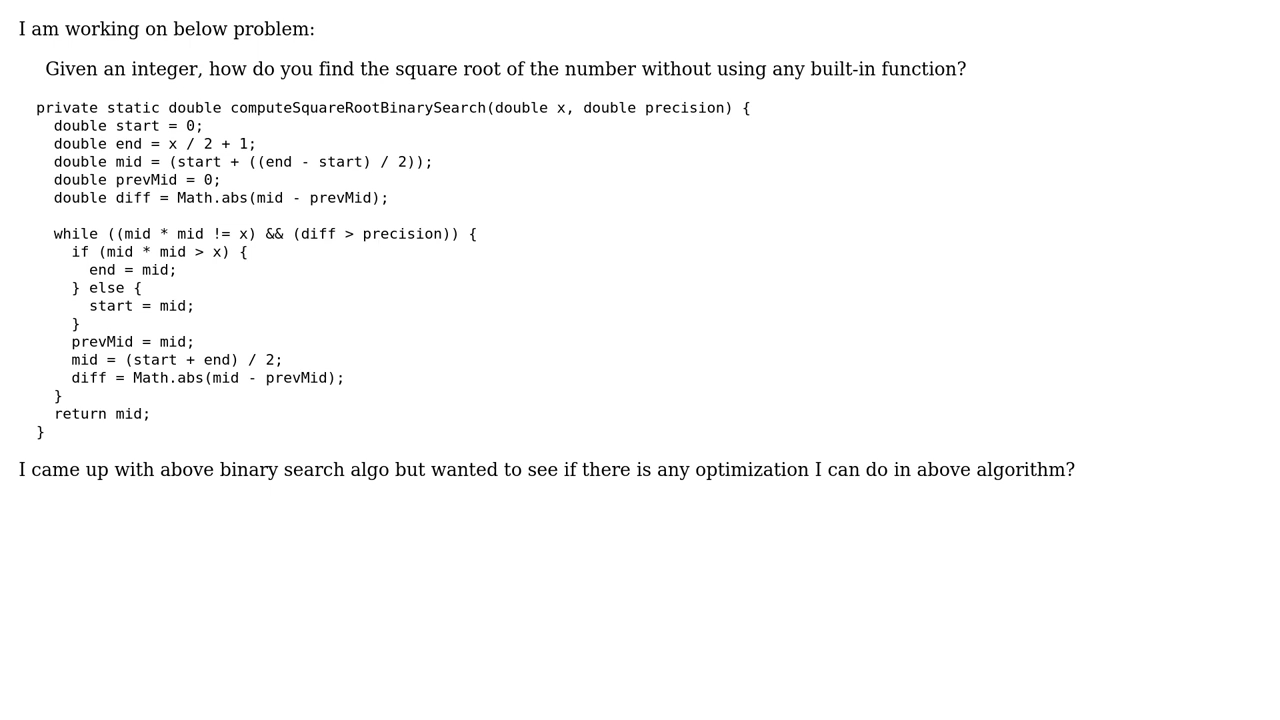 I am working on below problem:
Given an integer, how do you find the square root of the number without using any built-in function?
private static double computeSquareRootBinarySearch(double x, double precision) {
  double start = 0;
  double end = x / 2 + 1;
  double mid = (start + ((end - start) / 2));
  double prevMid = 0;
  double diff = Math.abs(mid - prevMid);

  while ((mid * mid != x) && (diff > precision)) {
    if (mid * mid > x) {
      end = mid;
    } else {
      start = mid;
    }
    prevMid = mid;
    mid = (start + end) / 2;
    diff = Math.abs(mid - prevMid);
  }
  return mid;
}
I came up with above binary search algo but wanted to see if there is any optimization I can do in above algorithm?